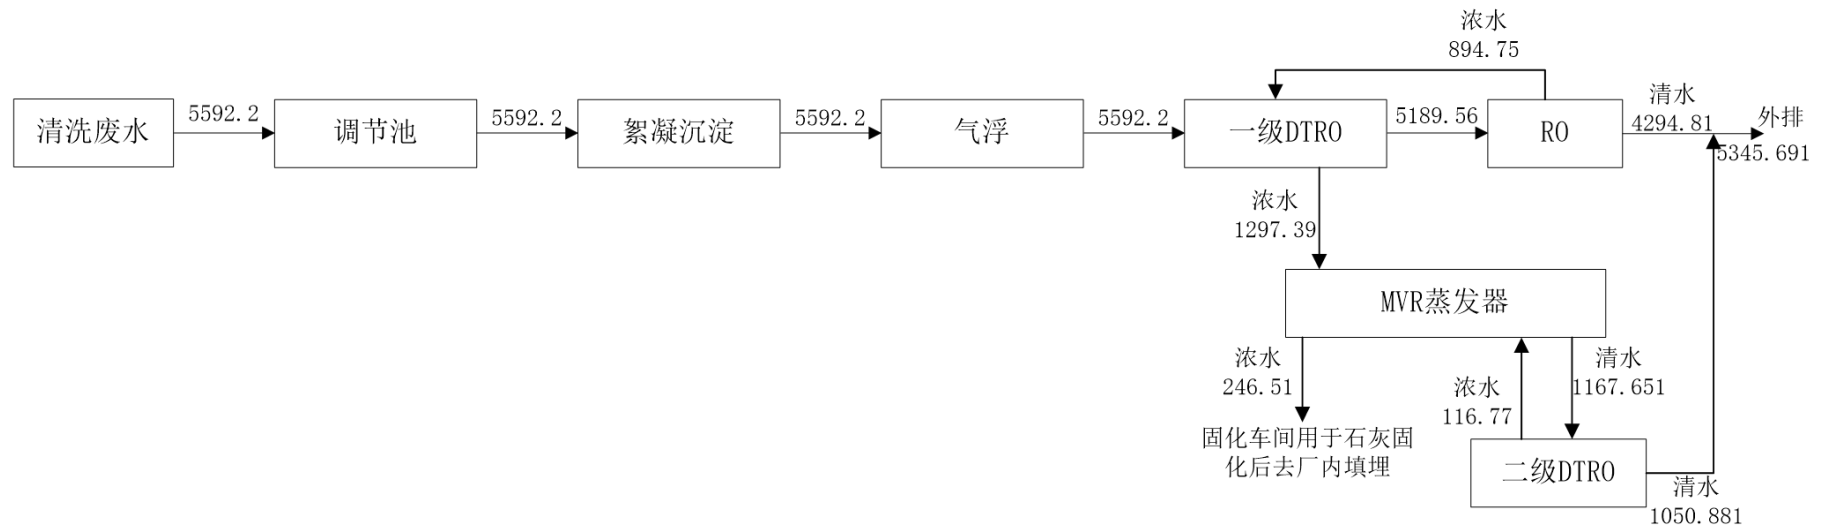 浓水
894.75
清洗废水
5592.2
调节池
5592.2
絮凝沉淀
5592.2
气浮
5592.2
一级DTRO
5189.56
RO
清水
4294.81
外排
5345.691
浓水
1297.39
MVR蒸发器
浓水
246.51
浓水
116.77
清水
1167.651
固化车间用于石灰固
化后去厂内填埋
二级DTRO
清水
1050.881